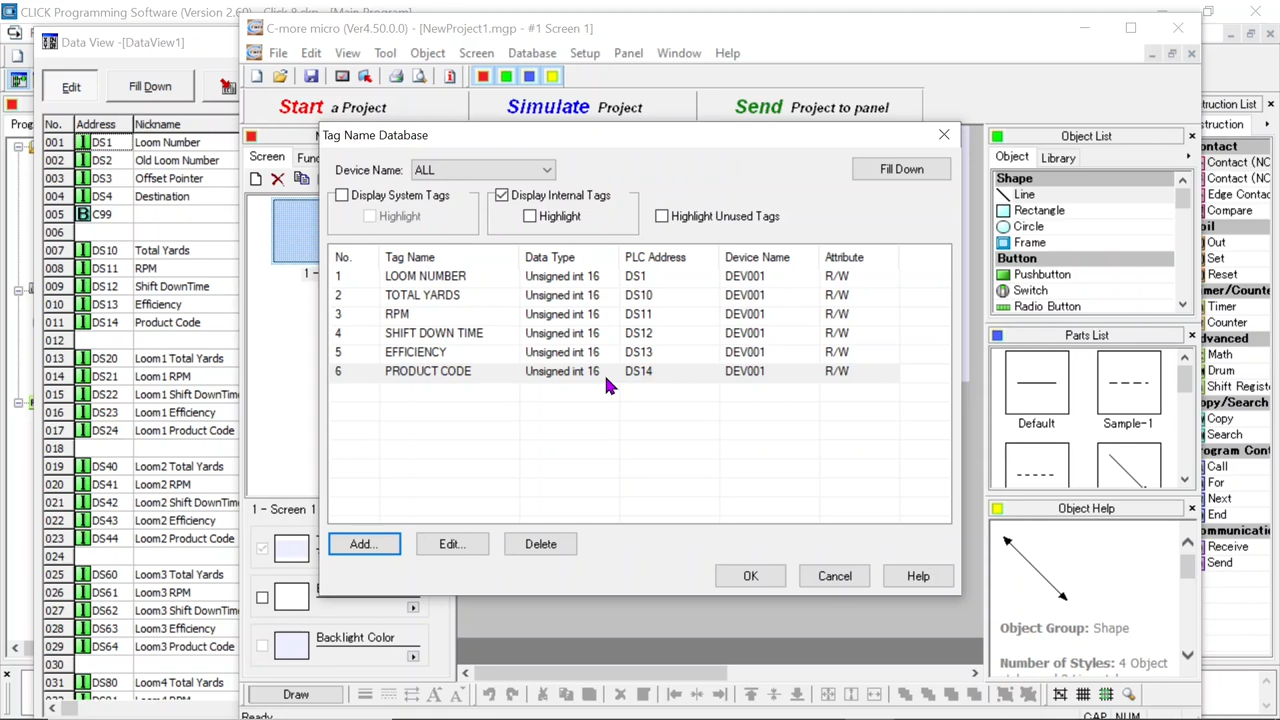 CLICK Programming Software (Version 2.60
Data View -[DataView1]
Edit
Fill Down
No. Address Nickname
001 DS1 Loom Number
002 DS2 Old Loom Number
003 DS3 Offset Pointer
004 DS4 Destination
005 C99
006
007 DS10 Total Yards
008 DS11 RPM
009 DS12 Shift DownTime
010 DS13 Efficiency
011 DS14 Product Code
012
013 DS20 Loom1 Total Yards
014 DS21 Loom1 RPM
015 DS22 Loom1 Shift DownTime
016 DS23 Loom1 Efficiency
017 DS24 Loom1 Product Code
018
019 DS40 Loom2 Total Yards
020 DS41 Loom2 RPM
021 DS42 Loom2 Shift DownTime
022 DS43 Loom2 Efficiency
023 DS44 Loom2 Product Code
024
025 DS60 Loom3 Total Yards
026 DS61 Loom3 RPM
027 DS62 Loom3 Shift DownTime
028 DS63 Loom3 Efficiency
029 DS64 Loom3 Product Code
030
031 DS80 Loom4 Total Yards
C-more micro (Ver4.50.0.0) - [NewProject1.mgp - #1 Screen 1]
File Edit View Tool Object Screen Database Setup Panel Window Help
Start a Project
Simulate Project
Send Project to panel
Screen
Tag Name Database
Device Name: ALL
Fill Down
Display System Tags
Highlight
Display Internal Tags
Highlight
Highlight Unused Tags
No. Tag Name Data Type PLC Address Device Name Attribute
1 LOOM NUMBER Unsigned int 16 DS1 DEV001 R/W
2 TOTAL YARDS Unsigned int 16 DS10 DEV001 R/W
3 RPM Unsigned int 16 DS11 DEV001 R/W
4 SHIFT DOWN TIME Unsigned int 16 DS12 DEV001 R/W
5 EFFICIENCY Unsigned int 16 DS13 DEV001 R/W
6 PRODUCT CODE Unsigned int 16 DS14 DEV001 R/W
Add... Edit... Delete
OK Cancel Help
1 - Screen 1
Backlight Color
Draw
Ready
CAP NUM
Object List
Object Library
Shape
Line
Rectangle
Circle
Frame
Button
Pushbutton
Switch
Radio Button
Parts List
Default Sample-1
Object Help
Object Group: Shape
Number of Styles: 4 Object
Contact (NC
Compare
Out
Set
Reset
Timer
Counter
Math
Drum
Copy
Search
Call
For
Next
End
Receive
Send